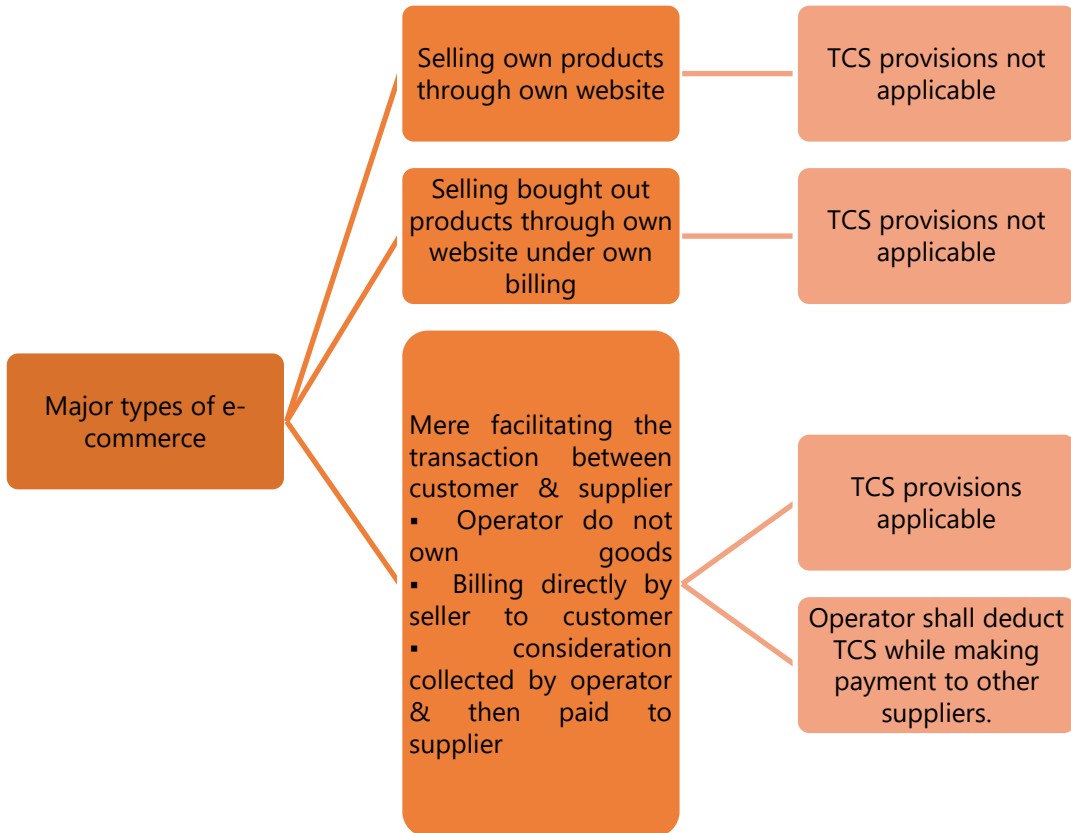 Major types of e-
commerce
Selling own products
through own website
TCS provisions not
applicable
Selling bought out
products through own
website under own
billing
TCS provisions not
applicable
Mere facilitating the
transaction between
customer & supplier
▪ Operator do not
own goods
▪ Billing directly by
seller to customer
▪ consideration
collected by operator
& then paid to
supplier
TCS provisions
applicable
Operator shall deduct
TCS while making
payment to other
suppliers.